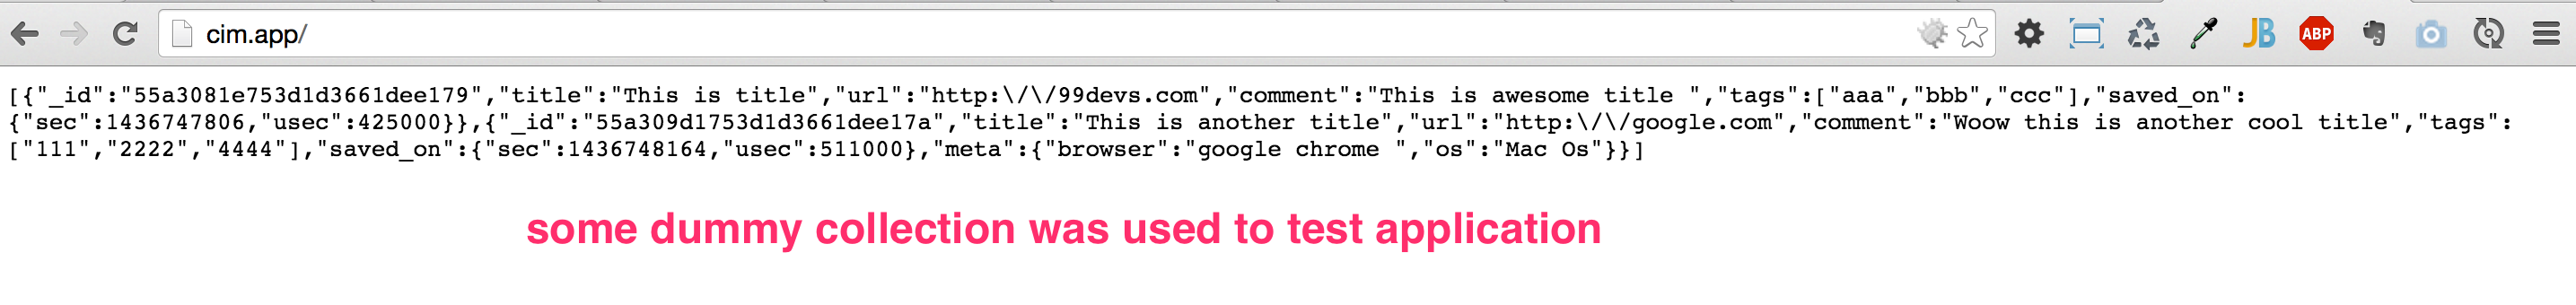 cim.app/
JB
ABP
[{"_id":"55a3081e753d1d3661dee179","title":"This is title","url":"http:\/\/99devs.com","comment":"This is awesome title ","tags":["aaa","bbb","ccc"],"saved_on":
{"sec":1436747806,"usec":425000}},{"_id":"55a309d1753d1d3661dee17a","title":"This is another title","url":"http:\/\/google.com","comment":"Woow this is another cool title","tags":
["111","2222","4444"],"saved_on":{"sec":1436748164,"usec":511000},"meta":{"browser":"google chrome ","os":"Mac Os"}}]
some dummy collection was used to test application